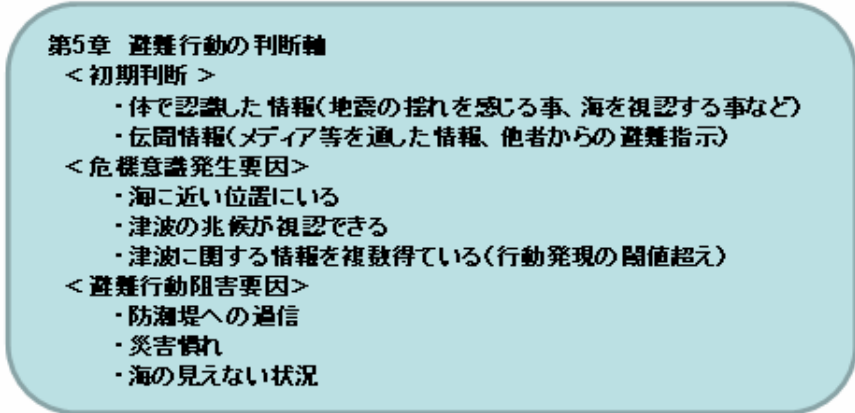 第5章 避難行動の判断軸
＜初期判断＞
・体で認識した情報(地震の揺れを感じる事、海を視認する事など)
・伝聞情報(メディア等を通した情報、他者からの避難指示)
＜危機意識発生要因＞
・海に近い位置にいる
・津波の兆候が視認できる
・津波に関する情報を複数得ている(行動発現の閾値超え)
＜避難行動阻害要因＞
・防潮堤への過信
・災害慣れ
・海の見えない状況